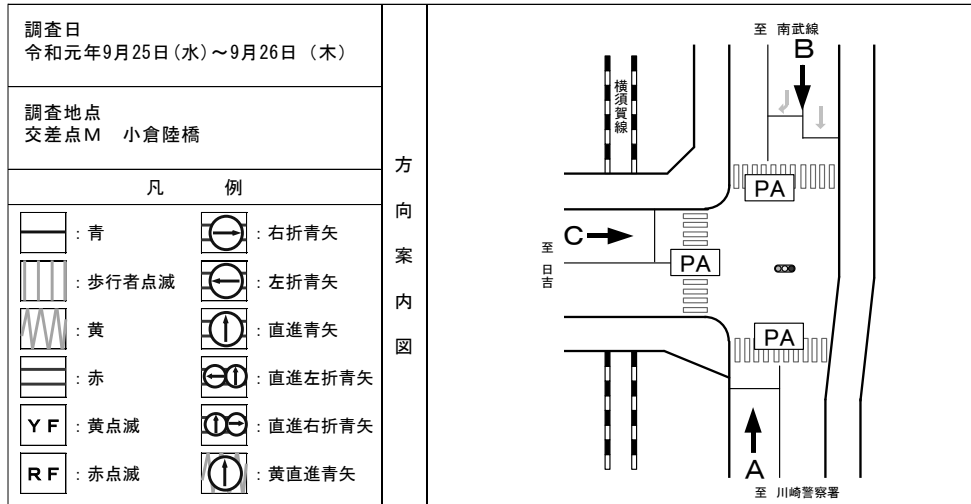 調査日
令和元年9月25日(水)~9月26日 (木)
調査地点
交差点M 小倉陸橋
凡 例
: 青
: 右折青矢
: 歩行者点滅
: 左折青矢
: 黄
: 直進青矢
: 赤
: 直進左折青矢
YF : 黄点滅
: 直進右折青矢
RF : 赤点滅
: 黄直進青矢
方向案内図
至 南武線
B
横須賀線
PA
C
至 日吉
PA
PA
A
至 川崎警察署